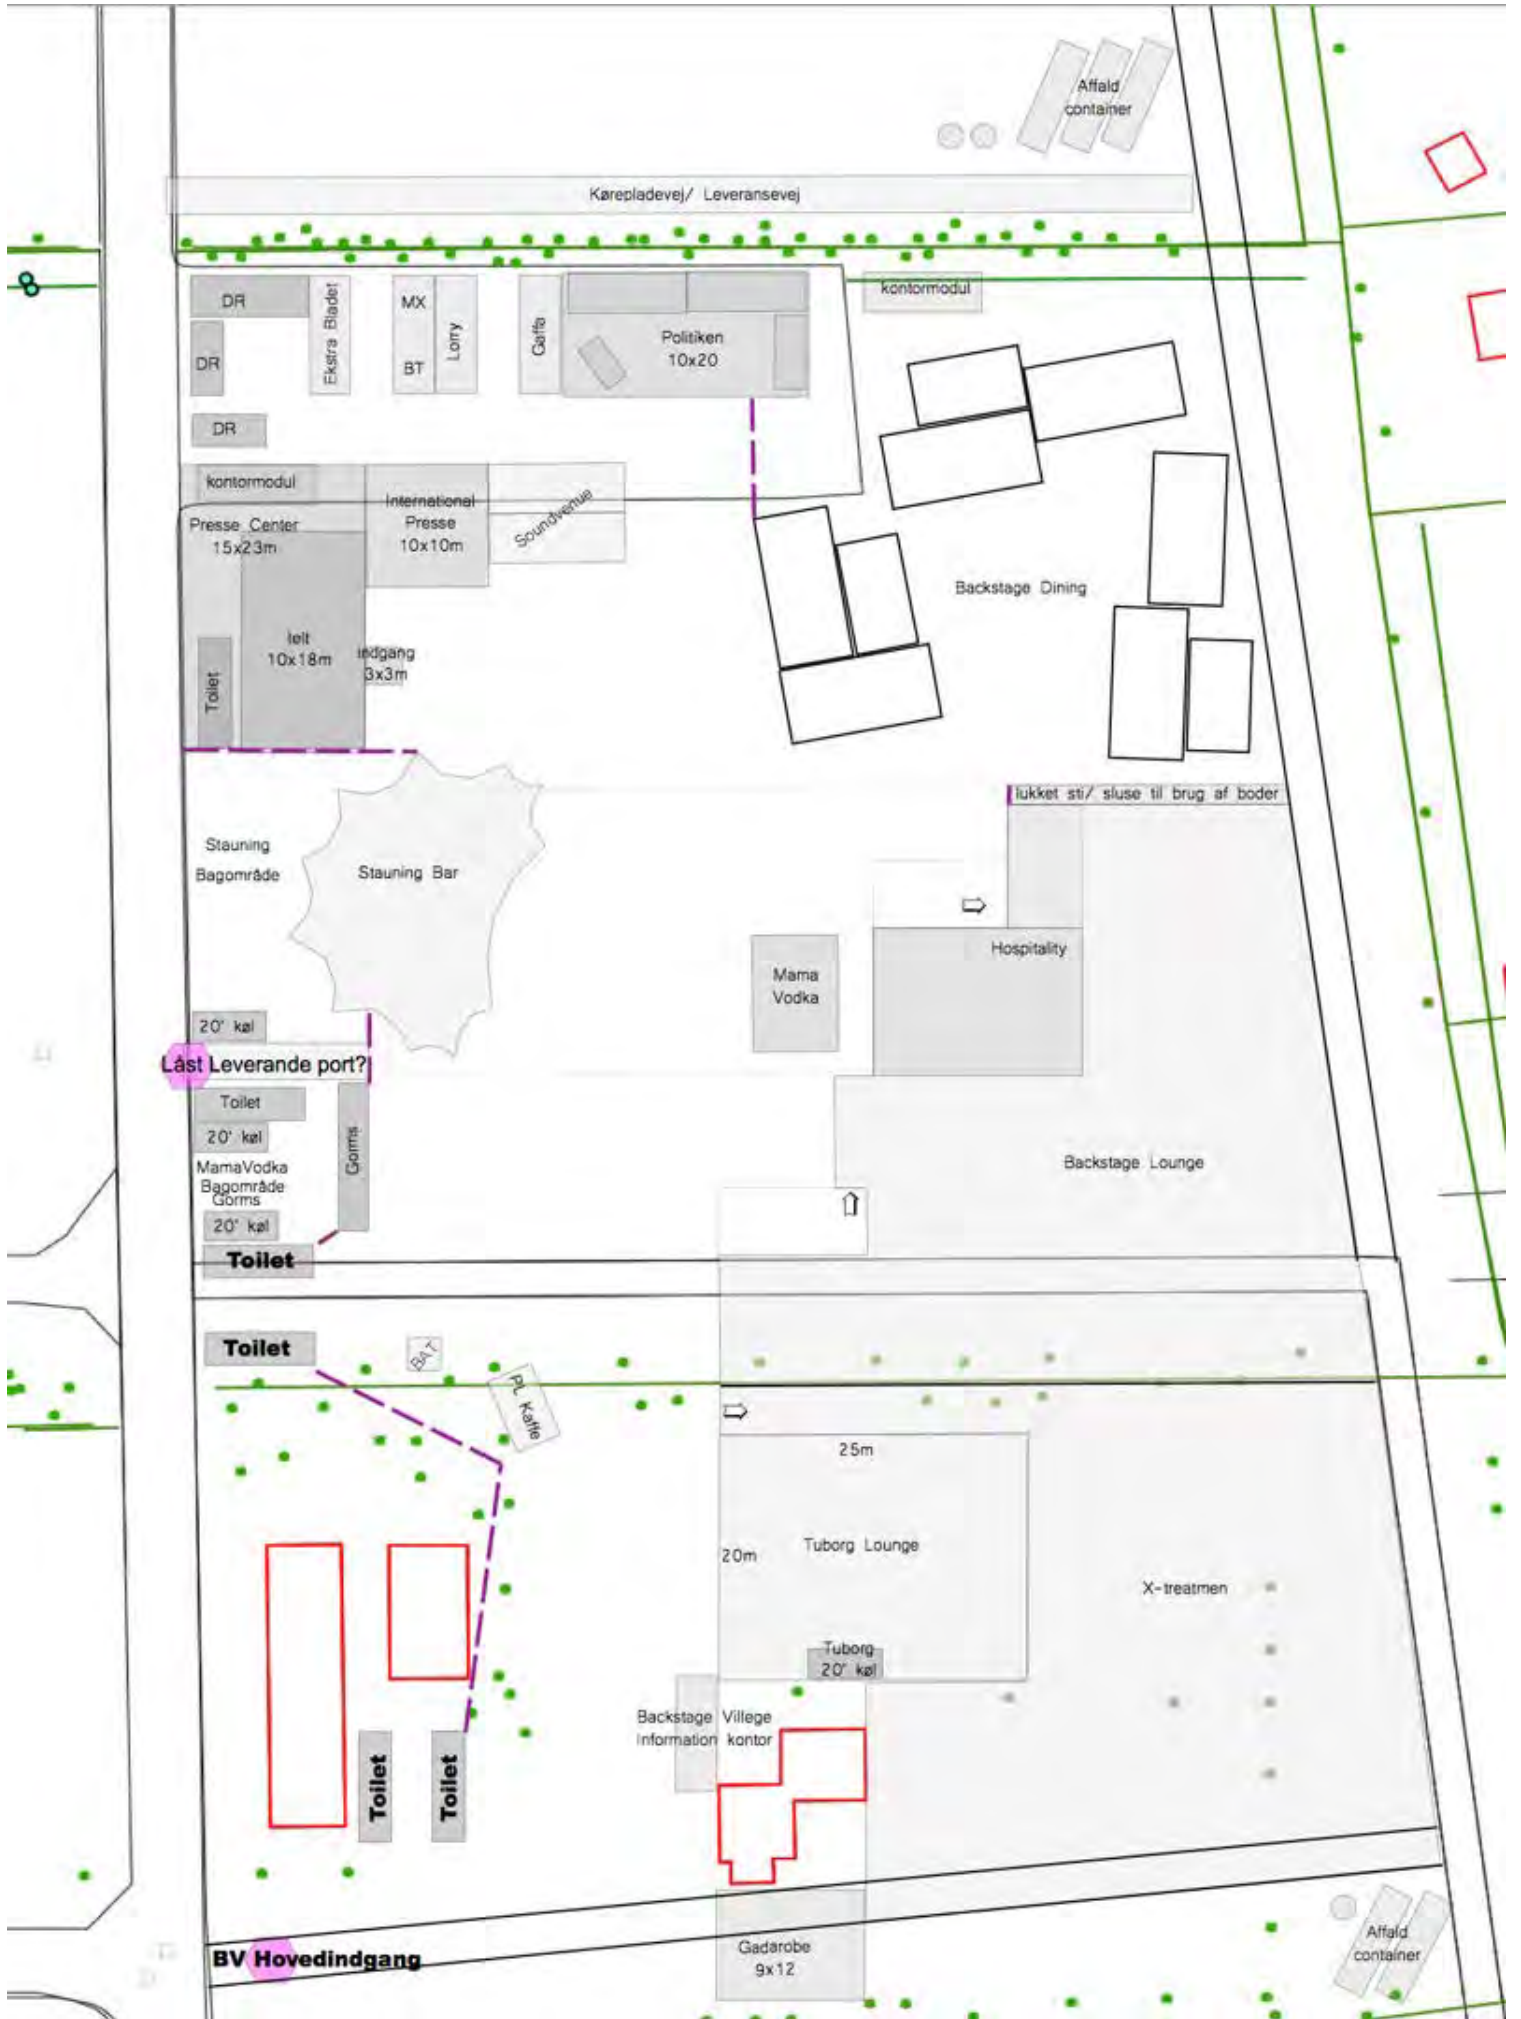 Affald
container
Kørepladevej/ Leveransevej
kontormodul
DR
Ekstra Bladet
MX
Lorry
Gaffa
Politiken
10x20
DR
BT
DR
kontormodul
International
Presse
10x10m
Soundvenue
Presse Center
15x23m
Backstage Dining
telt
10x18m
indgang
3x3m
Toilet
lukket sti/ sluse til brug af boder
Stauning
Bagområde
Stauning Bar
Hospitality
Mama
Vodka
20' køl
Låst Leverande port?
Toilet
20' køl
Gorms
MamaVodka
Bagområde
Gorms
20' køl
Toilet
Backstage Lounge
Toilet
BAT
PL Kaffe
25m
20m
Tuborg Lounge
X-treatmen
Tuborg
20' køl
Backstage Villege
Information kontor
Toilet
Toilet
Affald
container
BV Hovedindgang
Gadarobe
9x12